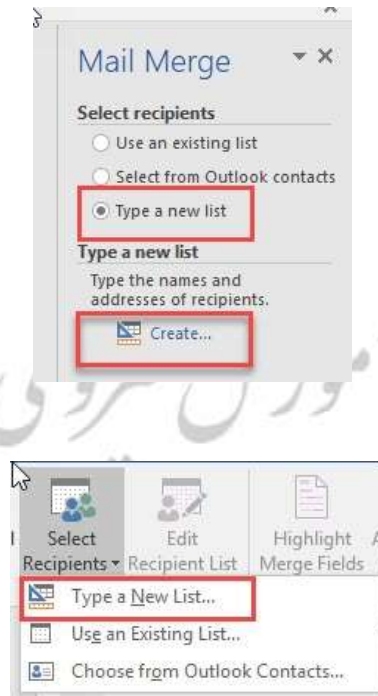 Mail Merge
Select recipients
Use an existing list
Select from Outlook contacts
Type a new list
Type a new list
Type the names and
addresses of recipients.
Create...
Select
Recipients
Edit
Recipient List
Highlight
Merge Fields
Type a New List...
Use an Existing List...
Choose from Outlook Contacts...